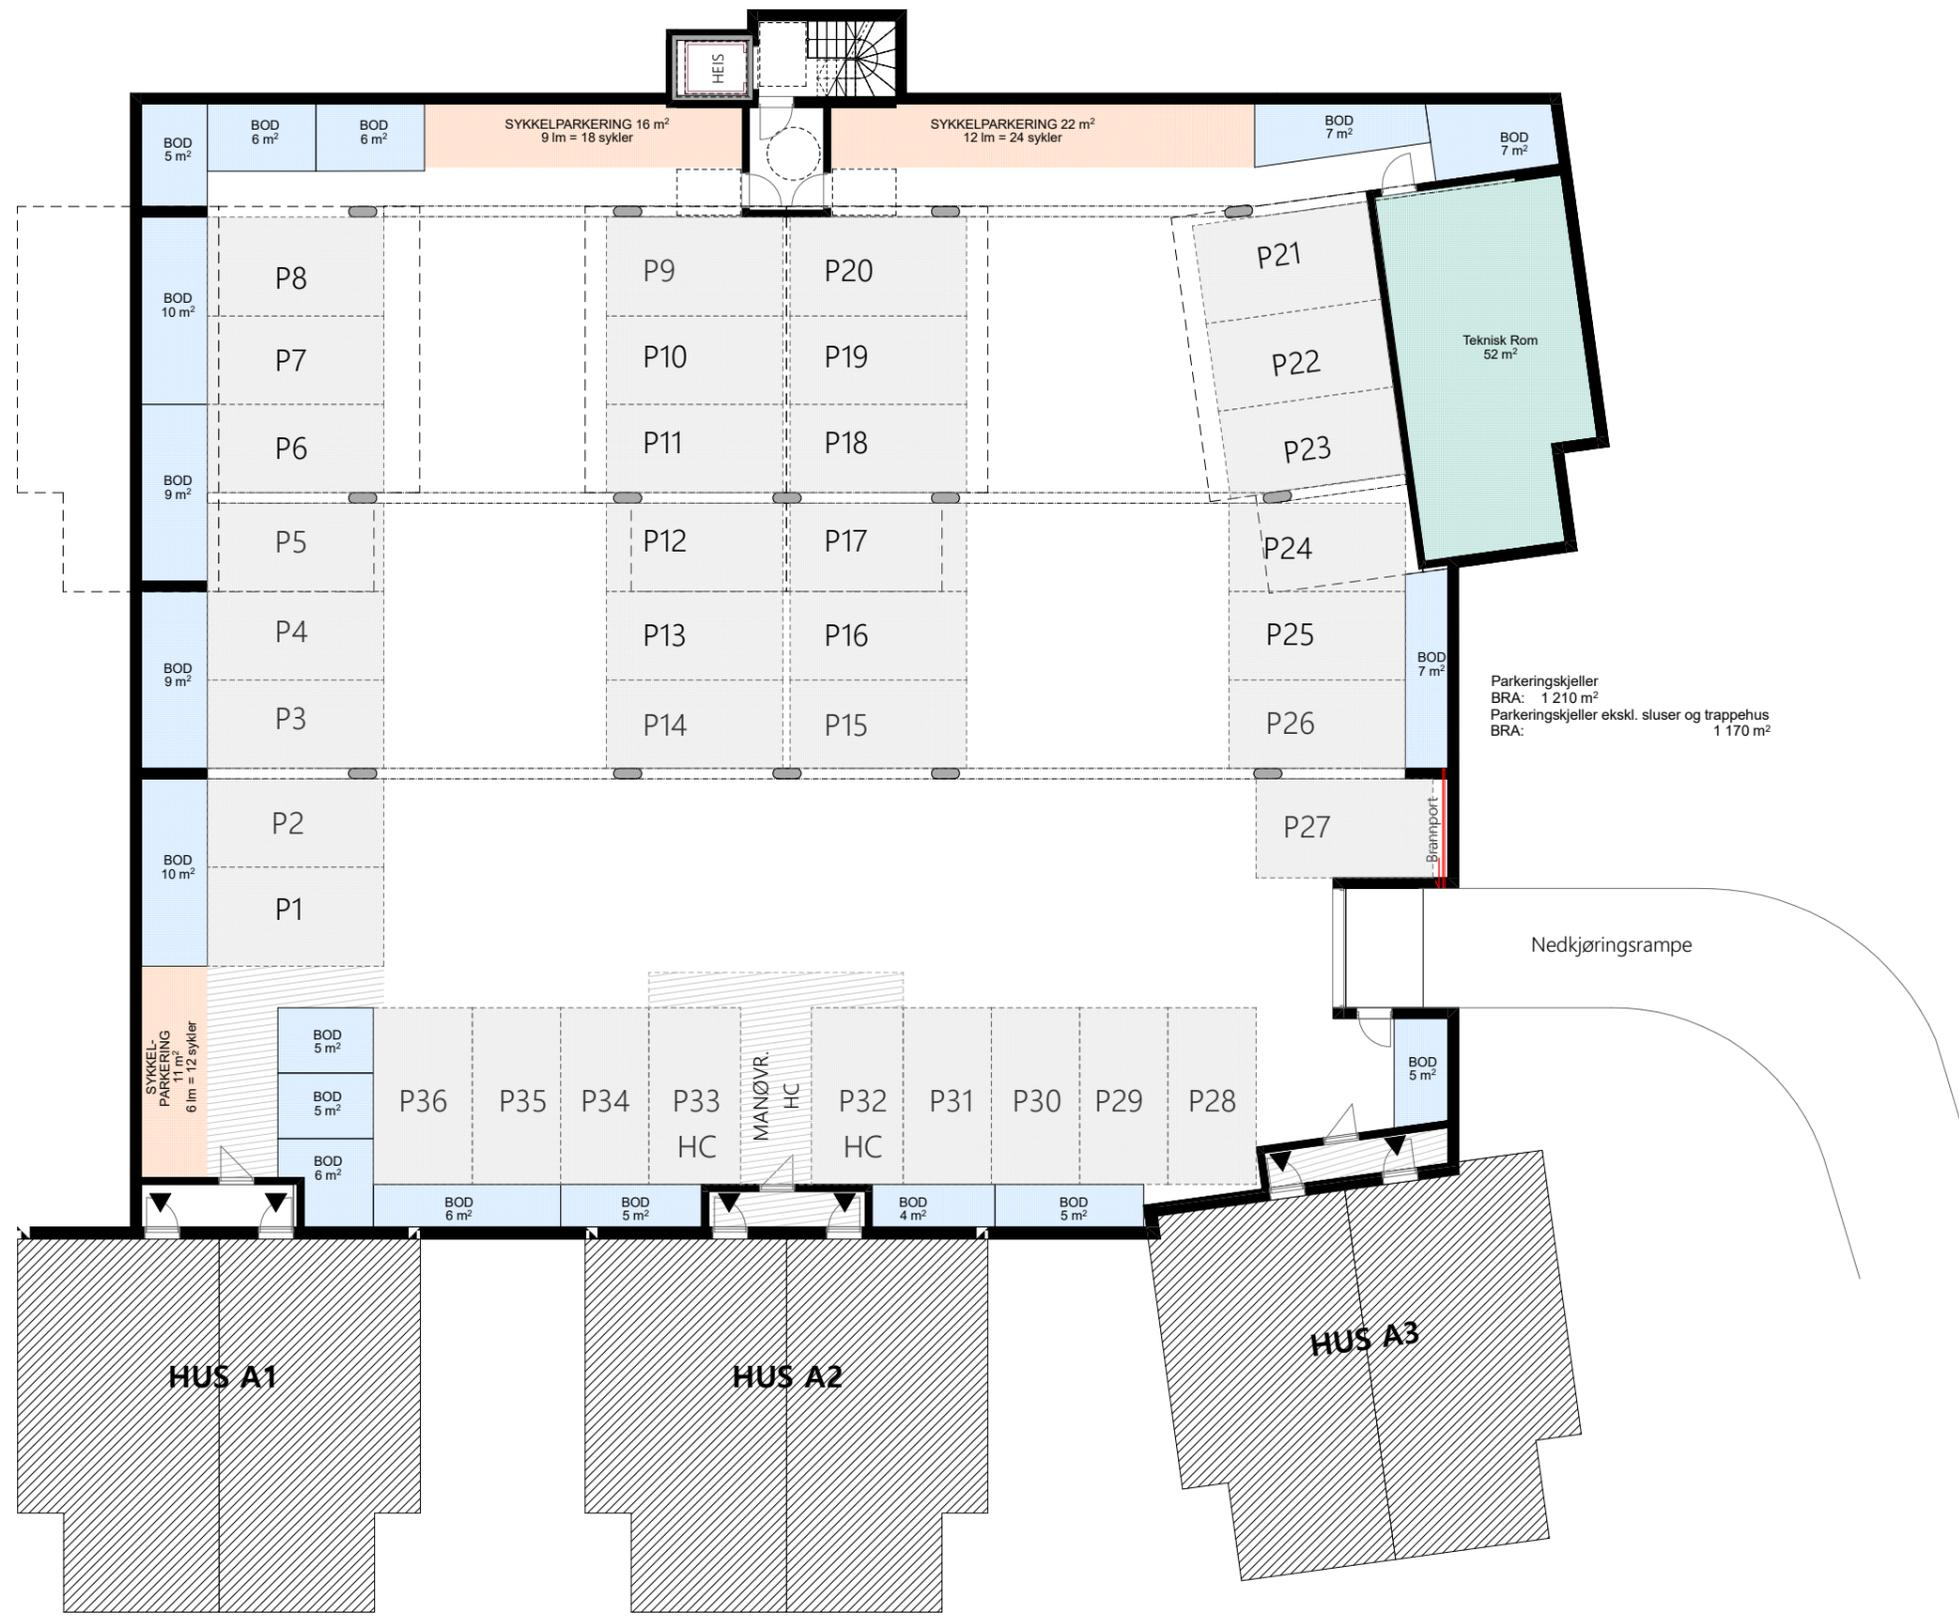 HEIS
BOD
5 m²
BOD
6 m²
BOD
6 m²
SYKKELPARKERING 16 m²
9 lm = 18 sykler
SYKKELPARKERING 22 m²
12 lm = 24 sykler
BOD
7 m²
BOD
7 m²
BOD
10 m²
P8
P9
P20
P21
P7
P10
P19
P22
Teknisk Rom
52 m²
BOD
9 m²
P6
P11
P18
P23
P5
P12
P17
P24
BOD
9 m²
P4
P13
P16
P25
BOD
7 m²
P3
P14
P15
P26
Parkeringskjeller
BRA: 1 210 m²
Parkeringskjeller ekskl. sluser og trappehus
BRA: 1 170 m²
BOD
10 m²
P2
P27
Brannport
P1
Nedkjøringsrampe
SYKKEL-
PARKERING
11 m²
6 lm = 12 sykler
BOD
5 m²
BOD
5 m²
BOD
6 m²
P36
P35
P34
P33
HC
MANØVR.
HC
P32
HC
P31
P30
P29
P28
BOD
5 m²
BOD
6 m²
BOD
5 m²
BOD
4 m²
BOD
5 m²
HUS A1
HUS A2
HUS A3